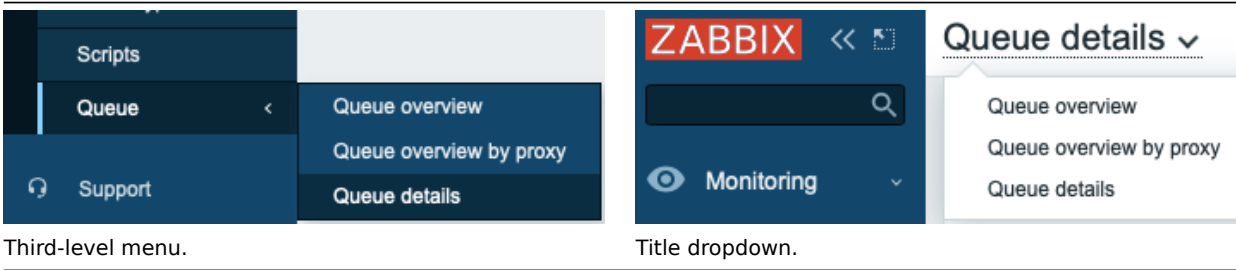 Scripts
Queue
Queue overview
Queue overview by proxy
Queue details
Support
Third-level menu.
ZABBIX
Queue details
Queue overview
Queue overview by proxy
Queue details
Monitoring
Title dropdown.